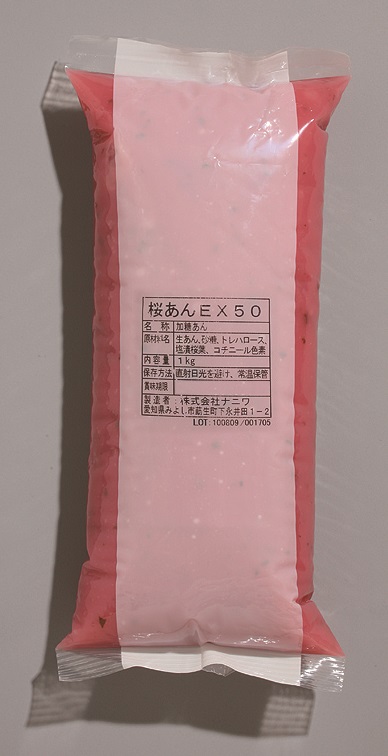 桜あんEX50
名 称 加糖あん
原材料名 生あん、砂糖、トレハロース、
塩漬桜葉、コチニール色素
内容量 1kg
保存方法 直射日光を避け、常温保管
賞味期限
製造者:株式会社ナニワ
愛知県みよし市莇生町下永井田1-2
LOT:100809/001705